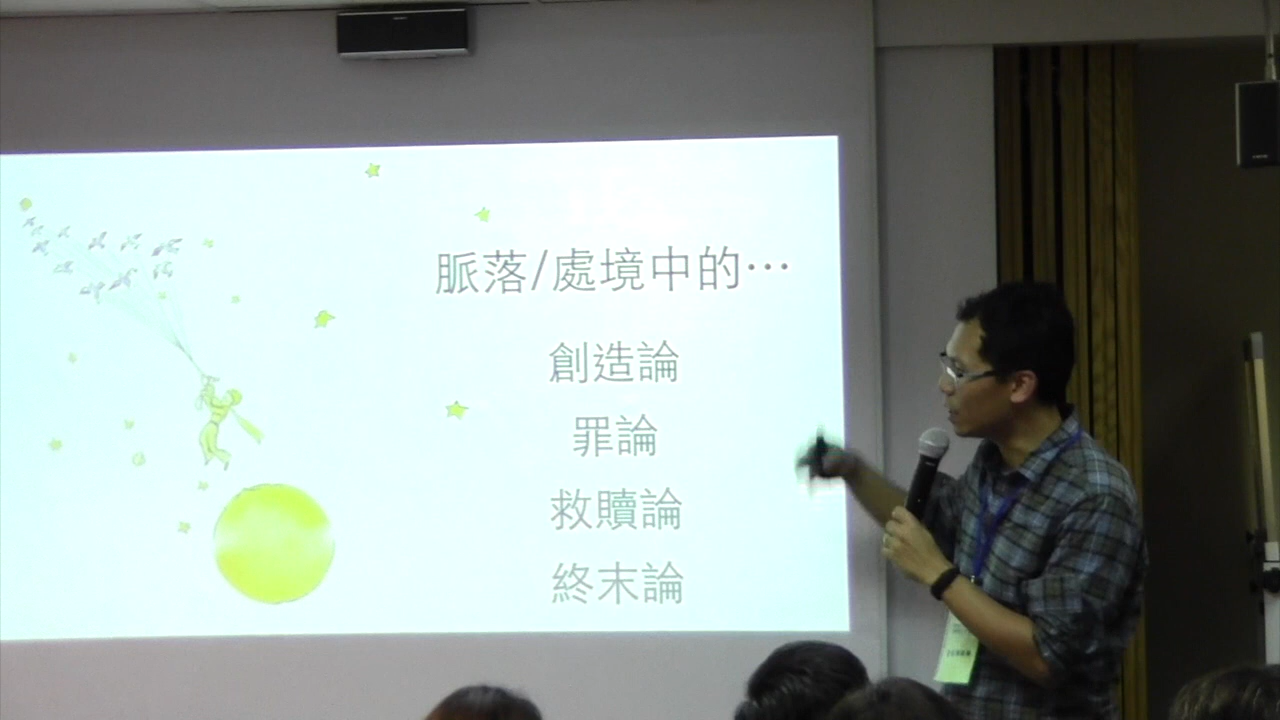 脈落/處境中的…
創造論
罪論
救贖論
終末論